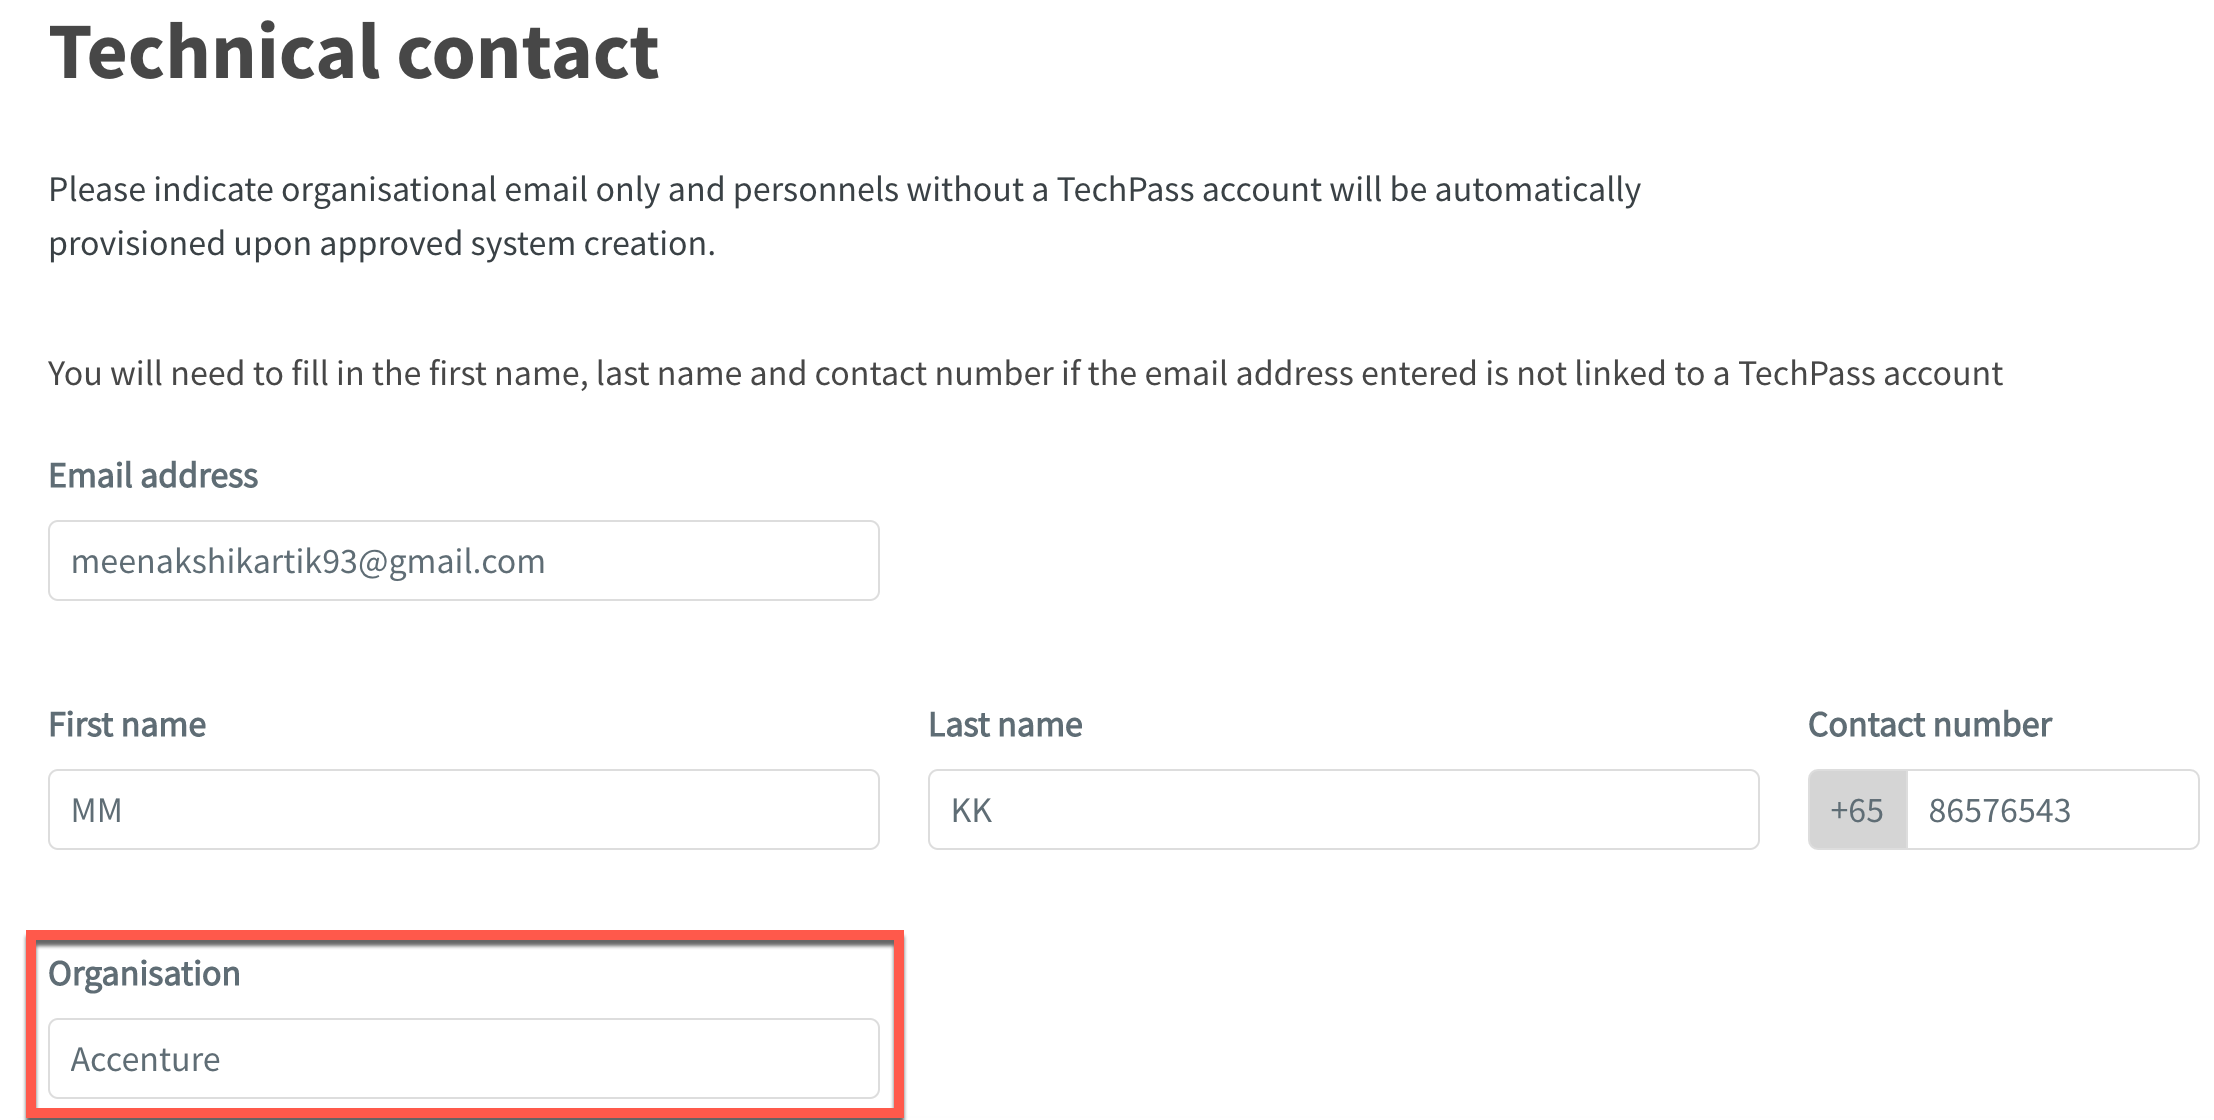 Technical contact
Please indicate organisational email only and personnels without a TechPass account will be automatically
provisioned upon approved system creation.
You will need to fill in the first name, last name and contact number if the email address entered is not linked to a TechPass account
Email address
meenakshikartik93@gmail.com
First name
Last name
Contact number
MM
KK
+65 86576543
Organisation
Accenture